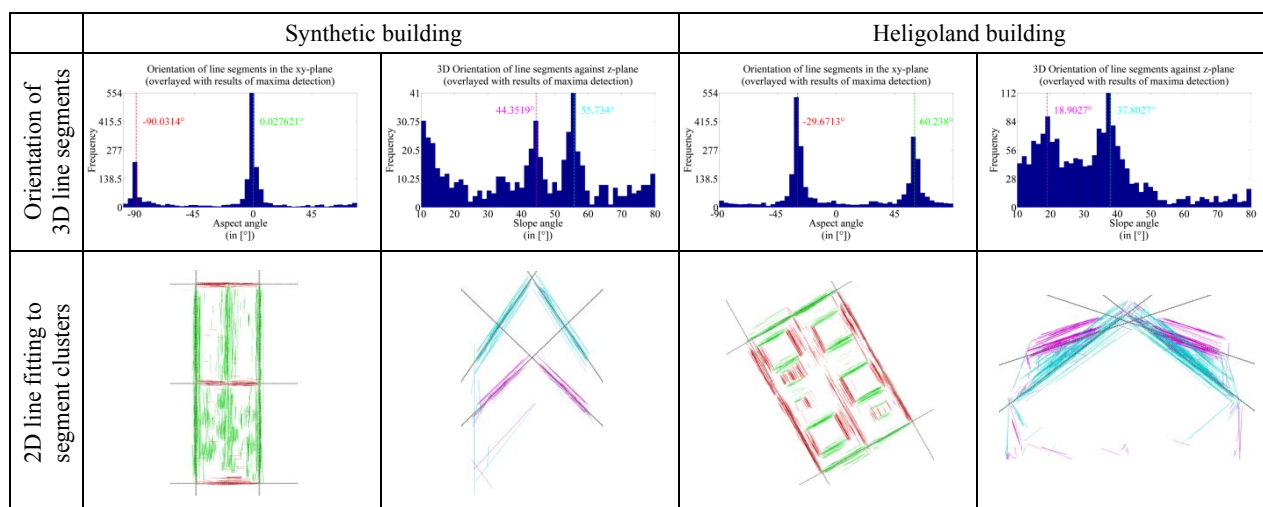 Synthetic building
Heligoland building
Orientation of
3D line segments
Orientation of line segments in the xy-plane
(overlayed with results of maxima detection)
554
415.5
277
138.5
0
Frequency
-90.0314°
0.027621°
-90
-45
0
45
Aspect angle
(in [°])
3D Orientation of line segments against z-plane
(overlayed with results of maxima detection)
41
30.75
20.5
10.25
0
Frequency
44.3519°
55.734°
10
20
30
40
50
60
70
80
Slope angle
(in [°])
Orientation of line segments in the xy-plane
(overlayed with results of maxima detection)
554
415.5
277
138.5
0
Frequency
-29.6713°
60.238°
-90
-45
0
45
Aspect angle
(in [°])
3D Orientation of line segments against z-plane
(overlayed with results of maxima detection)
112
84
56
28
0
Frequency
18.9027°
37.8027°
10
20
30
40
50
60
70
80
Slope angle
(in [°])
2D line fitting to
segment clusters